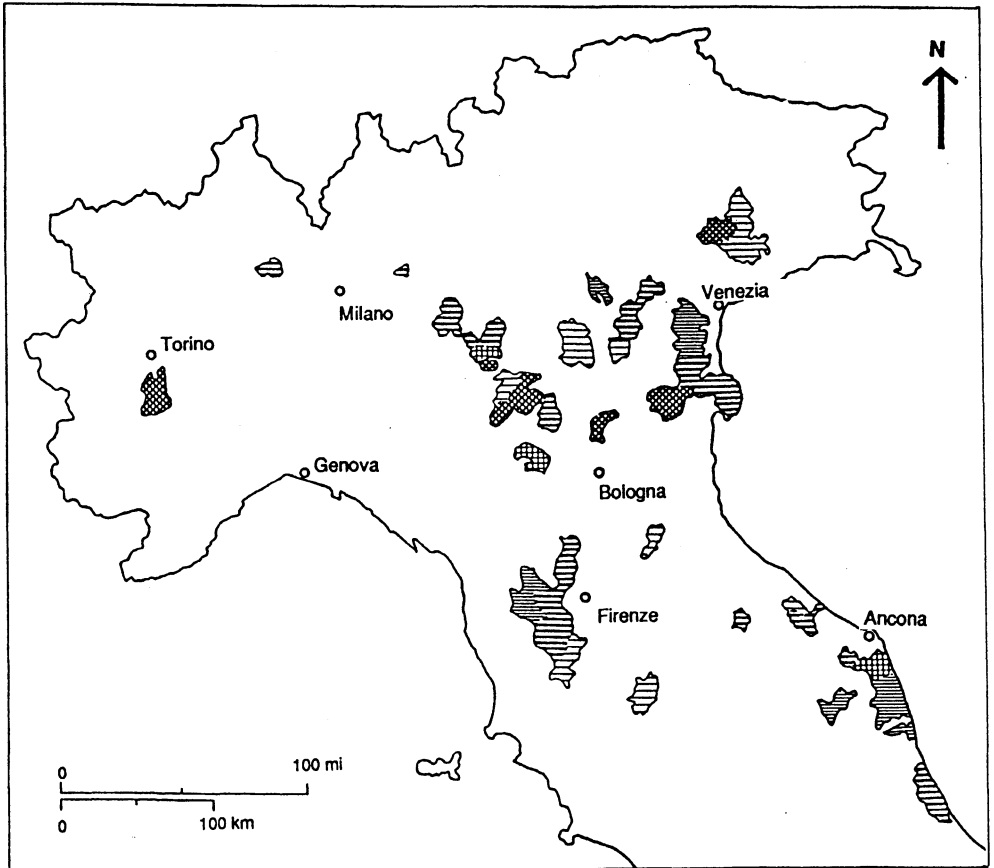 N
Venezia
Milano
Torino
Genova
Bologna
Firenze
Ancona
0 100 mi
0 100 km